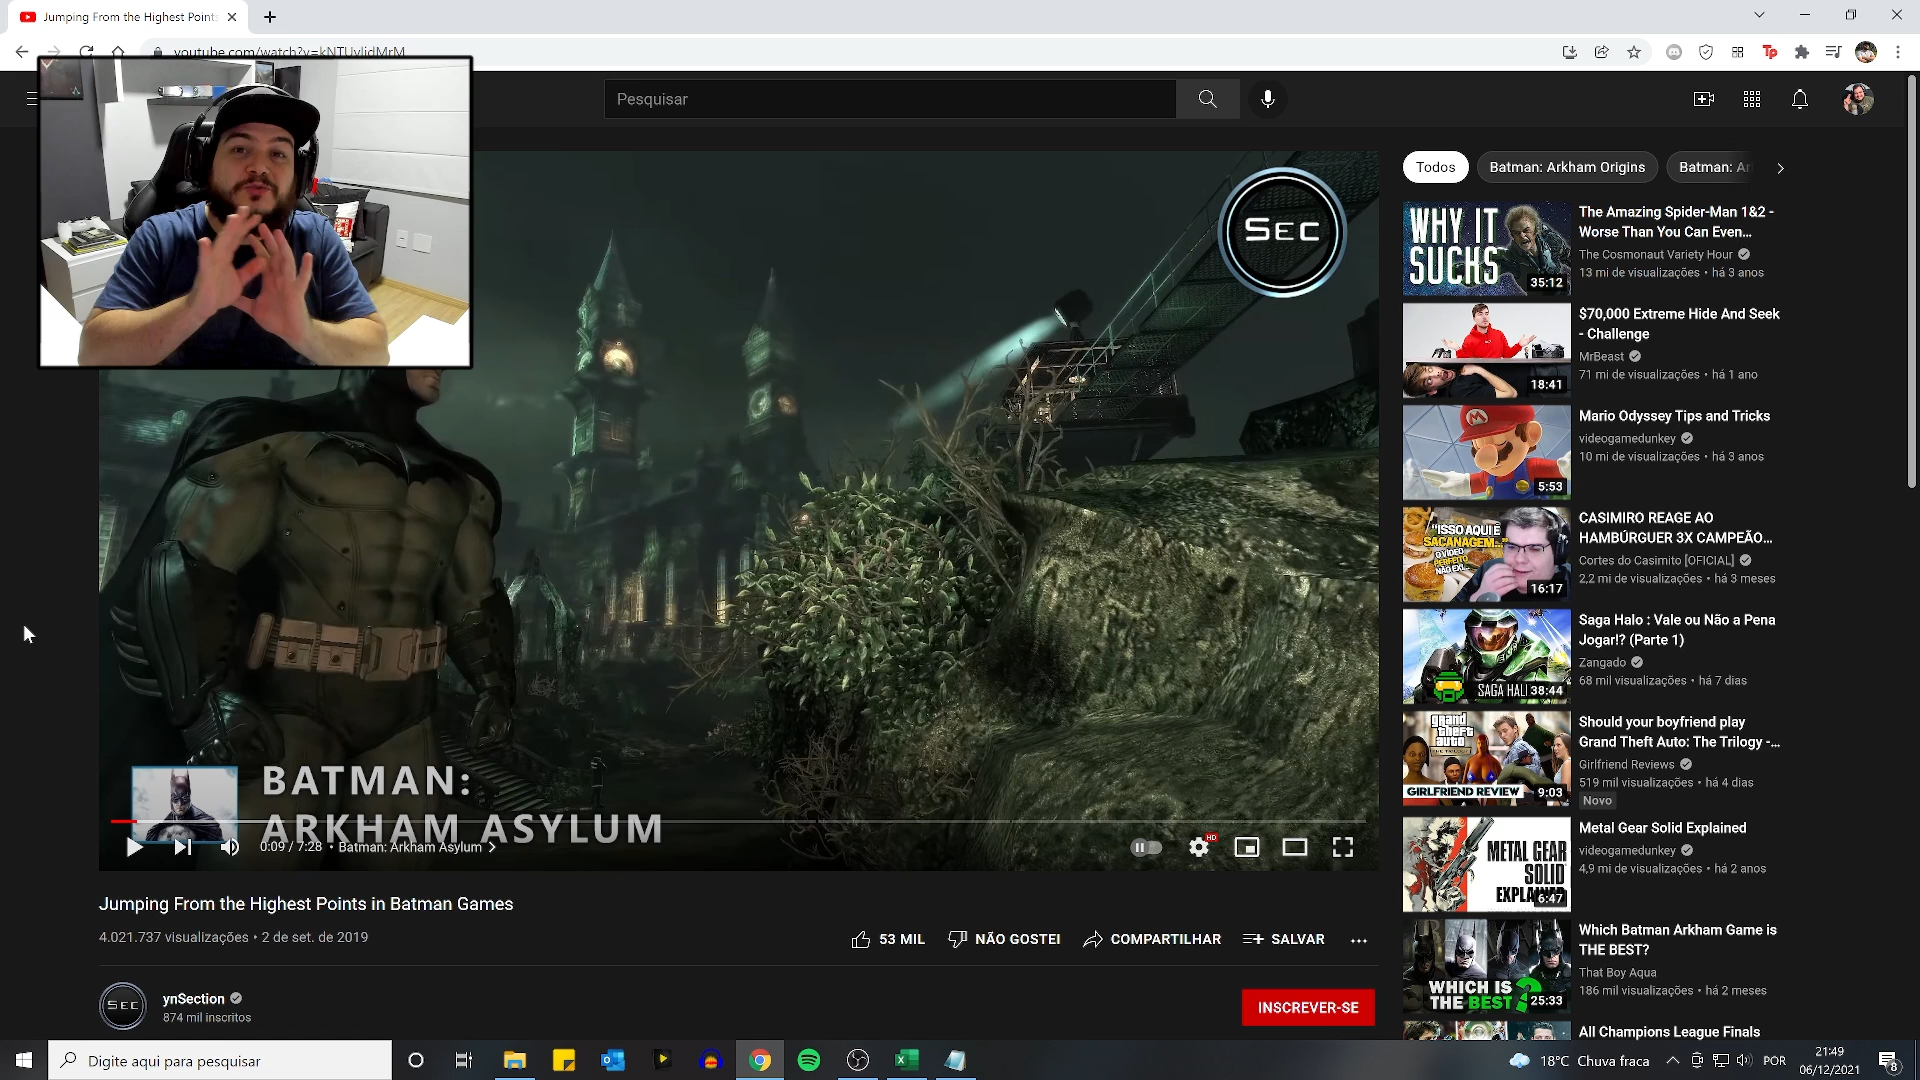 Jumping From the Highest Points
youtube.com/watch?v=kNTUvlidMrM
Pesquisar
SEC
BATMAN:
ARKHAM ASYLUM
0:09 / 7:28 • Batman: Arkham Asylum
HD
Jumping From the Highest Points in Batman Games
4.021.737 visualizações • 2 de set. de 2019
53 MIL
NÃO GOSTEI
COMPARTILHAR
SALVAR
SEC
ynSection
874 mil inscritos
INSCREVER-SE
Todos
Batman: Arkham Origins
Batman: Ar
WHY IT
SUCKS
35:12
The Amazing Spider-Man 1&2 -
Worse Than You Can Even...
The Cosmonaut Variety Hour
13 mi de visualizações • há 3 anos
18:41
$70,000 Extreme Hide And Seek
- Challenge
MrBeast
71 mi de visualizações • há 1 ano
5:53
Mario Odyssey Tips and Tricks
videogamedunkey
10 mi de visualizações • há 3 anos
"ISSO AQUI É
SACANAGEM..."
O VÍDEO
PERFEITO
NÃO EXI...
16:17
CASIMIRO REAGE AO
HAMBÚRGUER 3X CAMPEÃO...
Cortes do Casimito [OFICIAL]
2,2 mi de visualizações • há 3 meses
SAGA HAL
38:44
Saga Halo : Vale ou Não a Pena
Jogar!? (Parte 1)
Zangado
68 mil visualizações • há 7 dias
grand
theft
auto
GIRLFRIEND REVIEW
9:03
Should your boyfriend play
Grand Theft Auto: The Trilogy -...
Girlfriend Reviews
519 mil visualizações • há 4 dias
Novo
METAL GEAR
SOLID
EXPLAINED
6:47
Metal Gear Solid Explained
videogamedunkey
4,9 mi de visualizações • há 2 anos
WHICH IS
THE BEST?
25:33
Which Batman Arkham Game is
THE BEST?
That Boy Aqua
186 mil visualizações • há 2 meses
All Champions League Finals
Digite aqui para pesquisar
18°C Chuva fraca
POR
21:49
06/12/2021
8